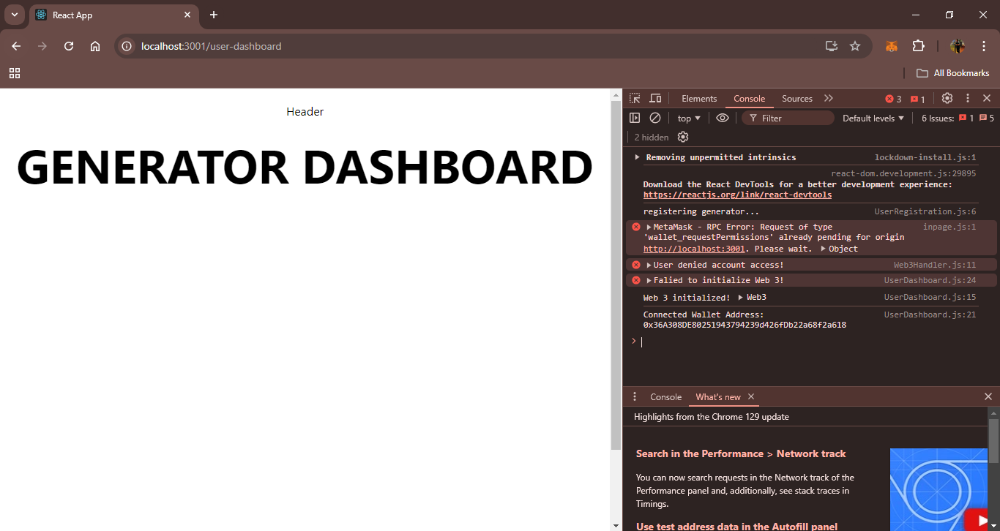 React App
localhost:3001/user-dashboard
All Bookmarks
Header
GENERATOR DASHBOARD
Elements Console Sources 3 1
top Filter Default levels 6 Issues: 1 5
2 hidden
Removing unpermitted intrinsics lockdown-install.js:1
react-dom.development.js:29895
Download the React DevTools for a better development experience:
https://reactjs.org/link/react-devtools
registering generator... UserRegistration.js:6
MetaMask - RPC Error: Request of type inpage.js:1
'wallet_requestPermissions' already pending for origin
http://localhost:3001. Please wait. Object
User denied account access! Web3Handler.js:11
Falied to initialize Web 3! UserDashboard.js:24
Web 3 initialized! Web3 UserDashboard.js:15
Connected Wallet Address: UserDashboard.js:21
0x36A308DE80251943794239d426fDb22a68f2a618
Console What's new
Highlights from the Chrome 129 update
Search in the Performance > Network track
You can now search requests in the Network track of the
Performance panel and, additionally, see stack traces in
Timings.
Use test address data in the Autofill panel